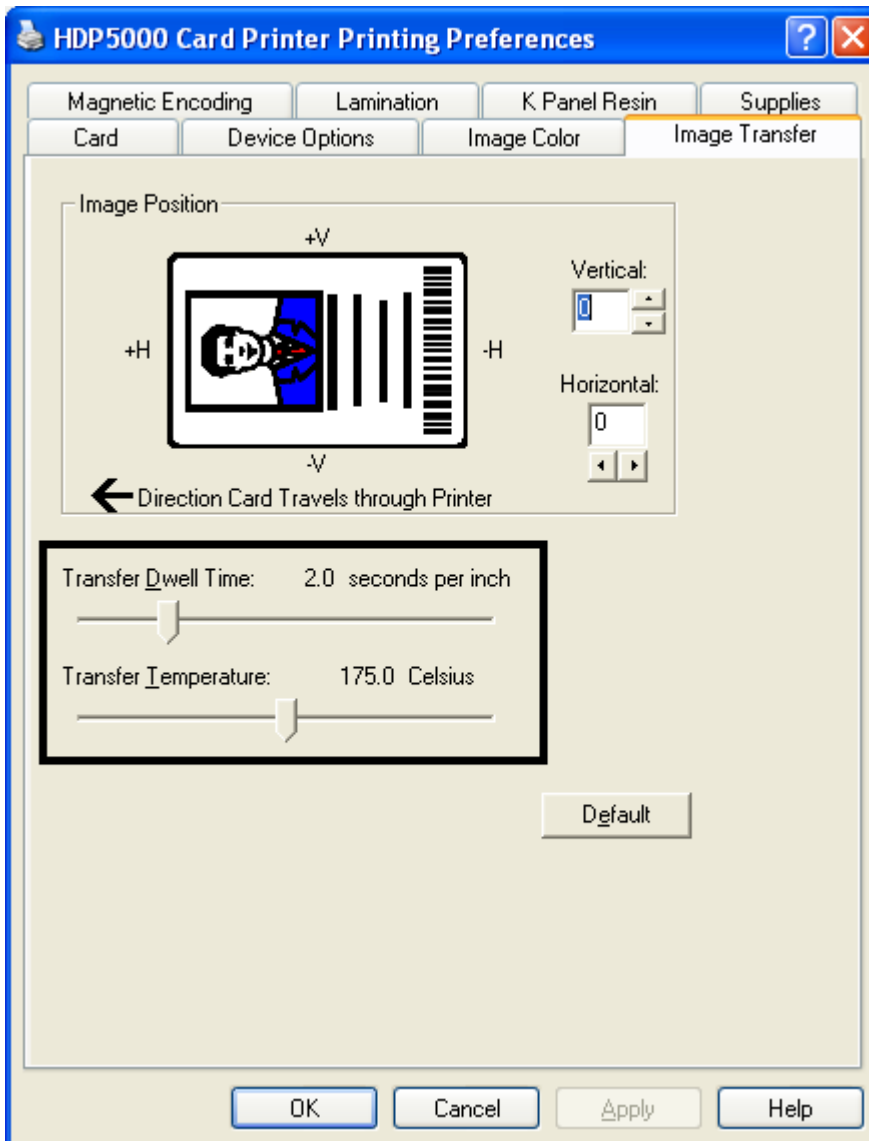 HDP5000 Card Printer Printing Preferences
Magnetic Encoding Lamination K Panel Resin Supplies
Card Device Options Image Color Image Transfer
Image Position
+V
Vertical:
0
+H
-H
Horizontal:
0
-V
Direction Card Travels through Printer
Transfer Dwell Time: 2.0 seconds per inch
Transfer Temperature: 175.0 Celsius
Default
OK Cancel Apply Help